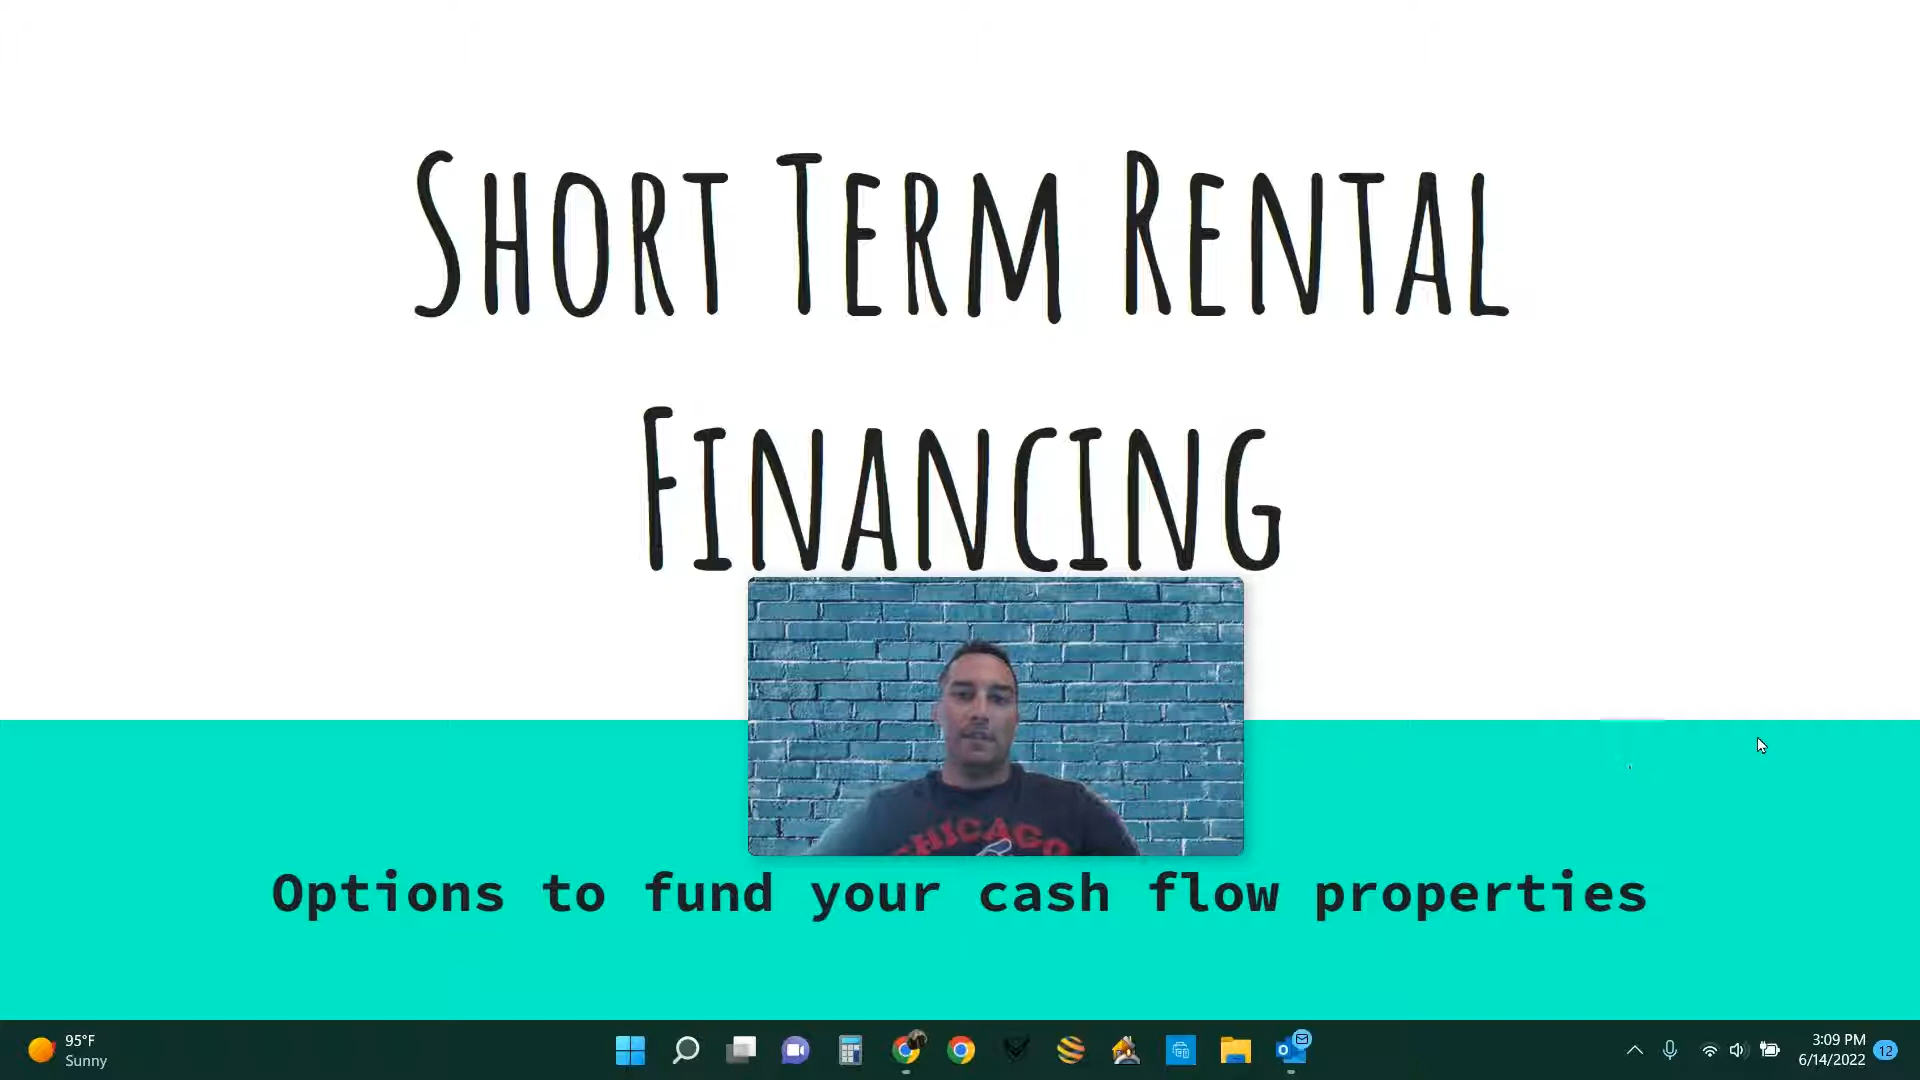 Short Term Rental
Financing
CHICAGO
Options to fund your cash flow properties
95°F
Sunny
3:09 PM
6/14/2022
12